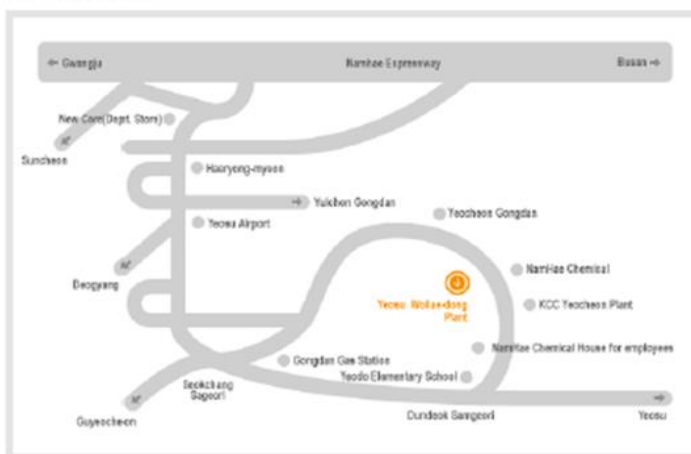 ← Gwangju
Namhae Expressway
Busan →
New Core(Dept. Store)
Suncheon
Haeryong-myeon
Yulchon Gongdan
Yeocheon Gongdan
Yeosu Airport
NamHae Chemical
Deogyang
Yeosu Wollae-dong
Plant
KCC Yeocheon Plant
NamHae Chemical House for employees
Gongdan Gas Station
Yeodo Elementary School
Seokchang
Sageori
Guyeocheon
Dundeok Samgeori
Yeosu